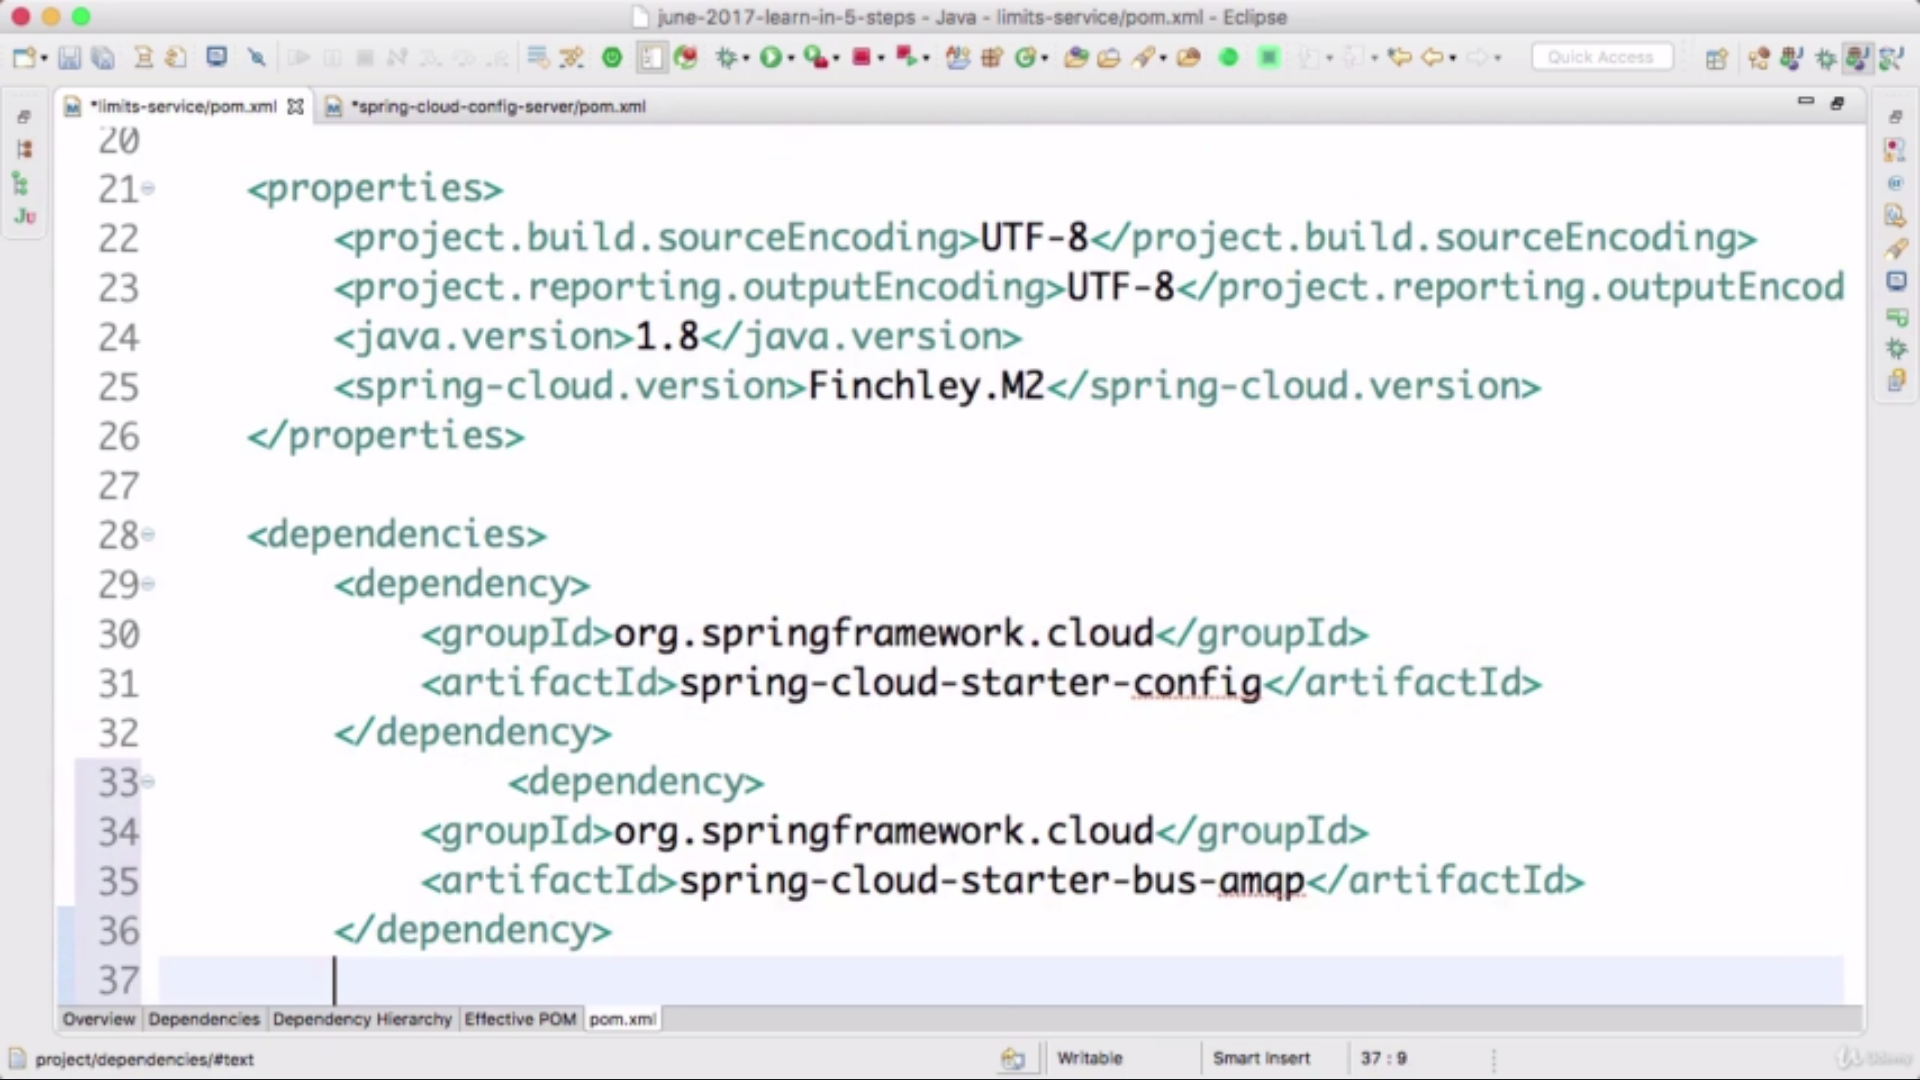 june-2017-learn-in-5-steps - Java - limits-service/pom.xml - Eclipse
Quick Access
*limits-service/pom.xml
*spring-cloud-config-server/pom.xml
Ju
20
21 <properties>
22 <project.build.sourceEncoding>UTF-8</project.build.sourceEncoding>
23 <project.reporting.outputEncoding>UTF-8</project.reporting.outputEncod
24 <java.version>1.8</java.version>
25 <spring-cloud.version>Finchley.M2</spring-cloud.version>
26 </properties>
27
28 <dependencies>
29 <dependency>
30 <groupId>org.springframework.cloud</groupId>
31 <artifactId>spring-cloud-starter-config</artifactId>
32 </dependency>
33 <dependency>
34 <groupId>org.springframework.cloud</groupId>
35 <artifactId>spring-cloud-starter-bus-amqp</artifactId>
36 </dependency>
37
Overview Dependencies Dependency Hierarchy Effective POM pom.xml
project/dependencies/#text
Writable
Smart Insert
37 : 9
Udemy